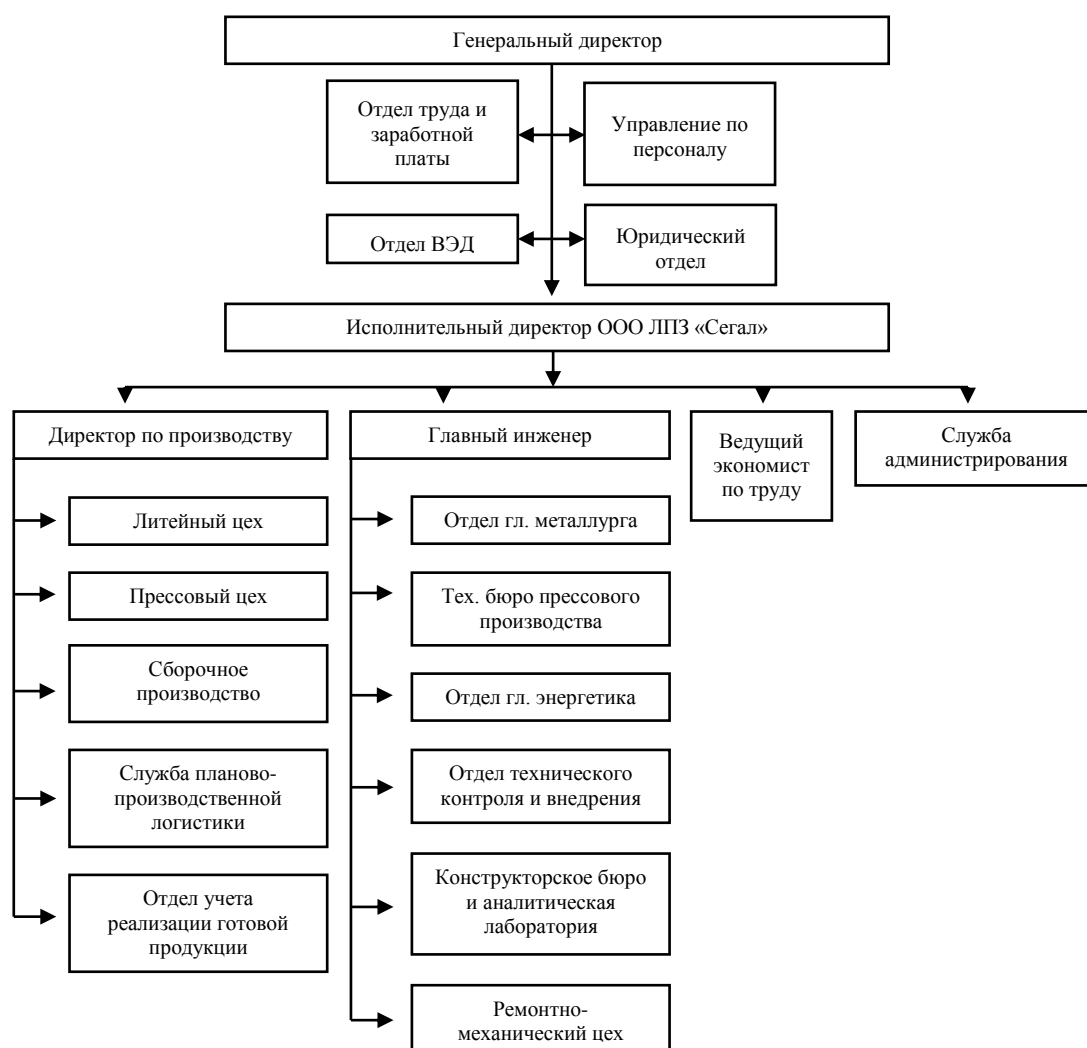 Генеральный директор
Отдел труда и
заработной
платы
Управление по
персоналу
Отдел ВЭД
Юридический
отдел
Исполнительный директор ООО ЛПЗ «Сегал»
Директор по производству
Главный инженер
Ведущий
экономист
по труду
Служба
администрирования
Литейный цех
Прессовый цех
Сборочное
производство
Служба планово-
производственной
логистики
Отдел учета
реализации готовой
продукции
Отдел гл. металлурга
Тех. бюро прессового
производства
Отдел гл. энергетика
Отдел технического
контроля и внедрения
Конструкторское бюро
и аналитическая
лаборатория
Ремонтно-
механический цех